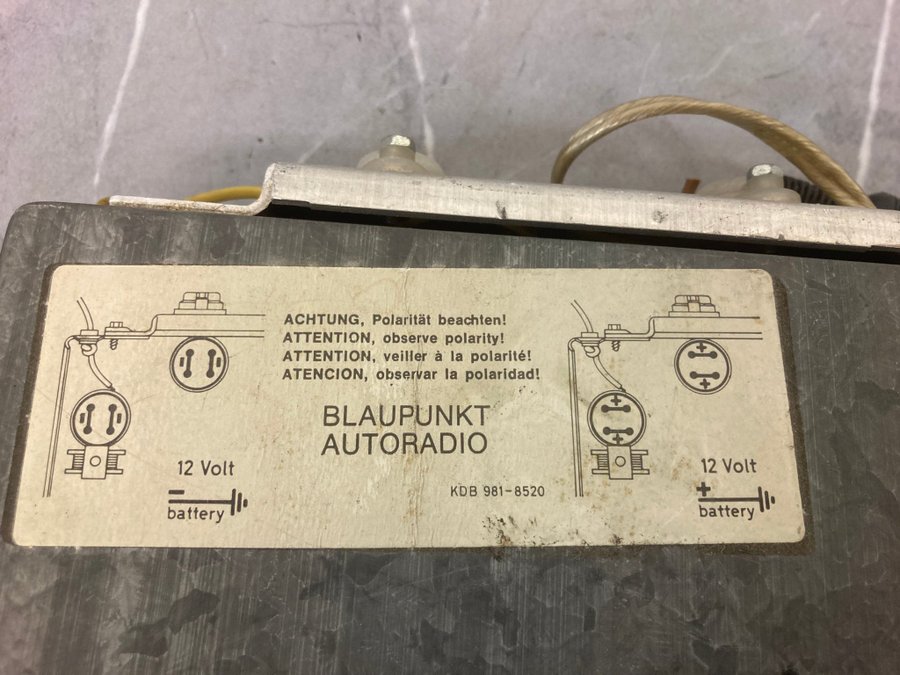 ACHTUNG, Polarität beachten!
ATTENTION, observe polarity!
ATTENTION, veiller à la polarité!
ATENCION, observar la polaridad!
BLAUPUNKT
AUTORADIO
KDB 981-8520
12 Volt
battery
12 Volt
battery